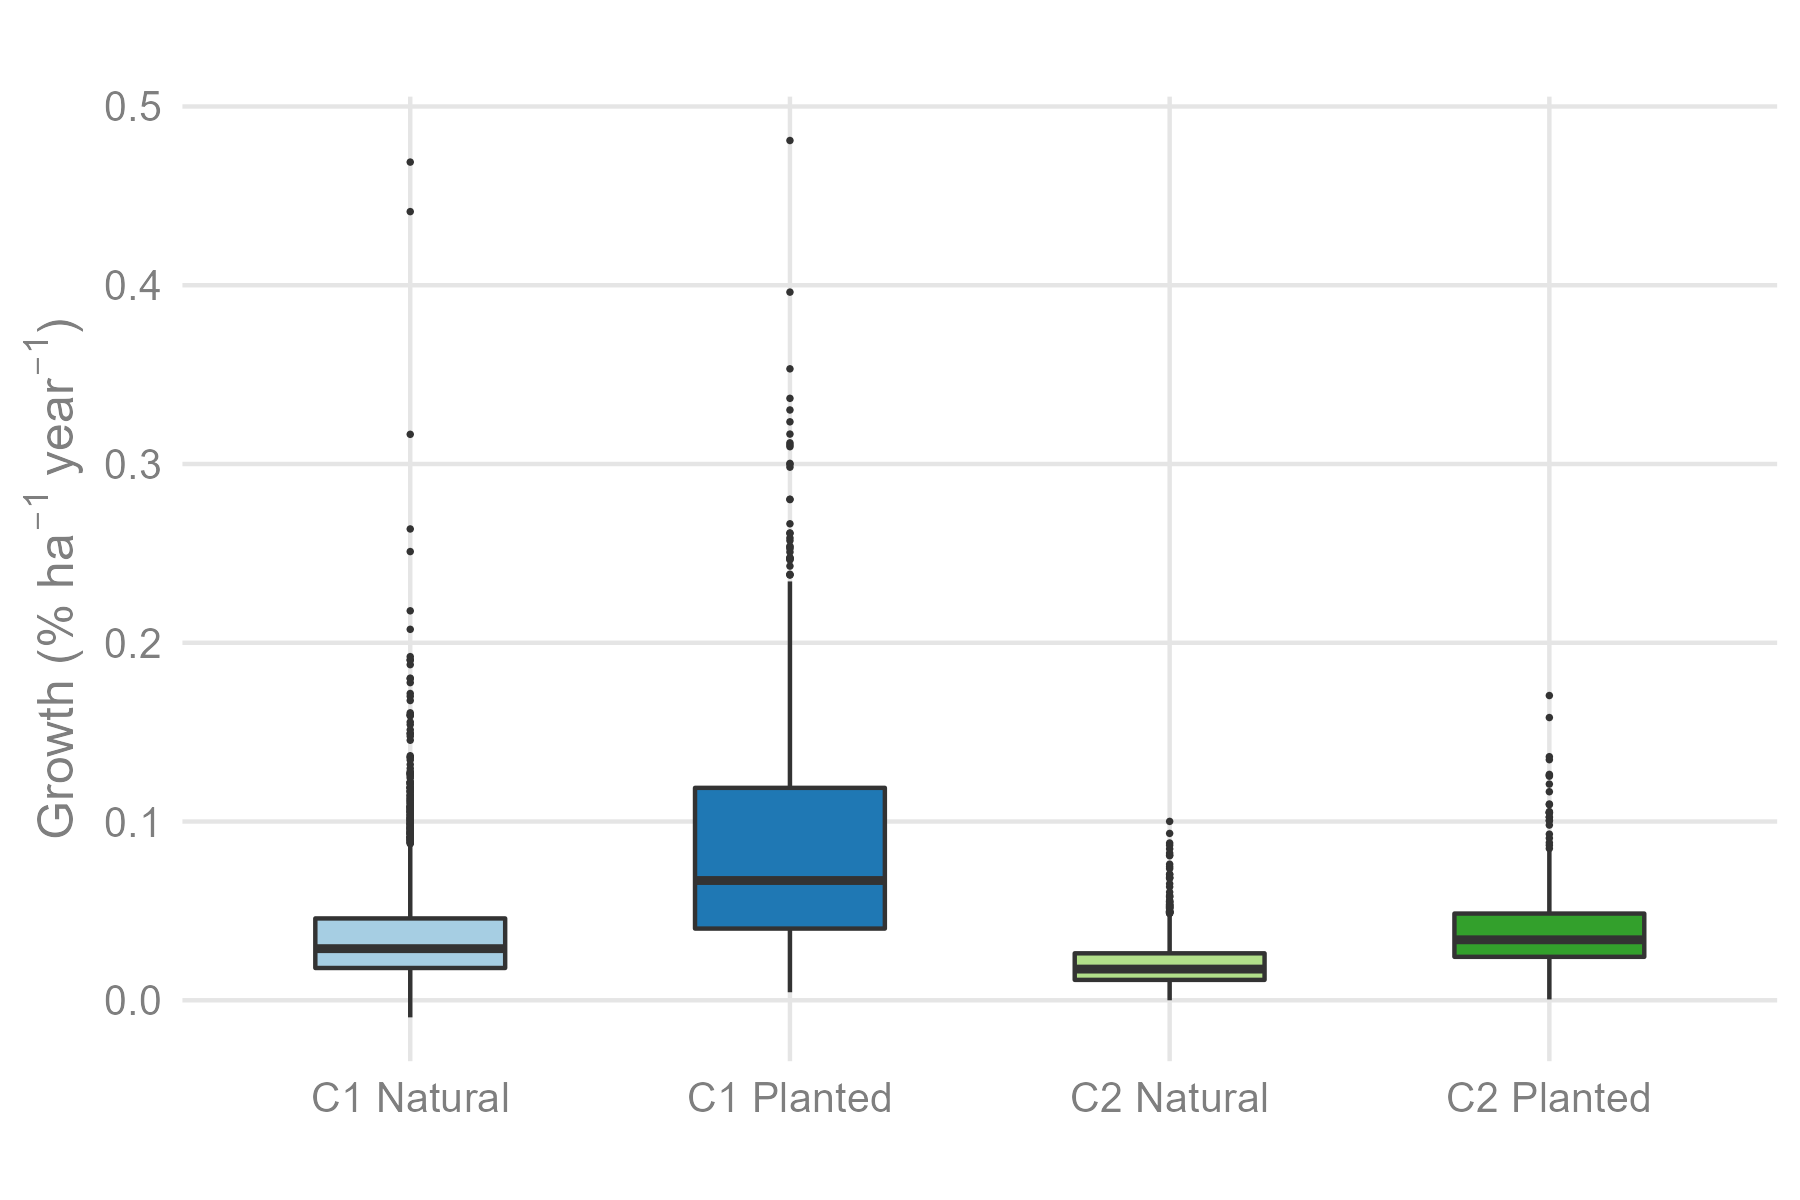 Growth (% ha⁻¹ year⁻¹)
0.5
0.4
0.3
0.2
0.1
0.0
C1 Natural
C1 Planted
C2 Natural
C2 Planted